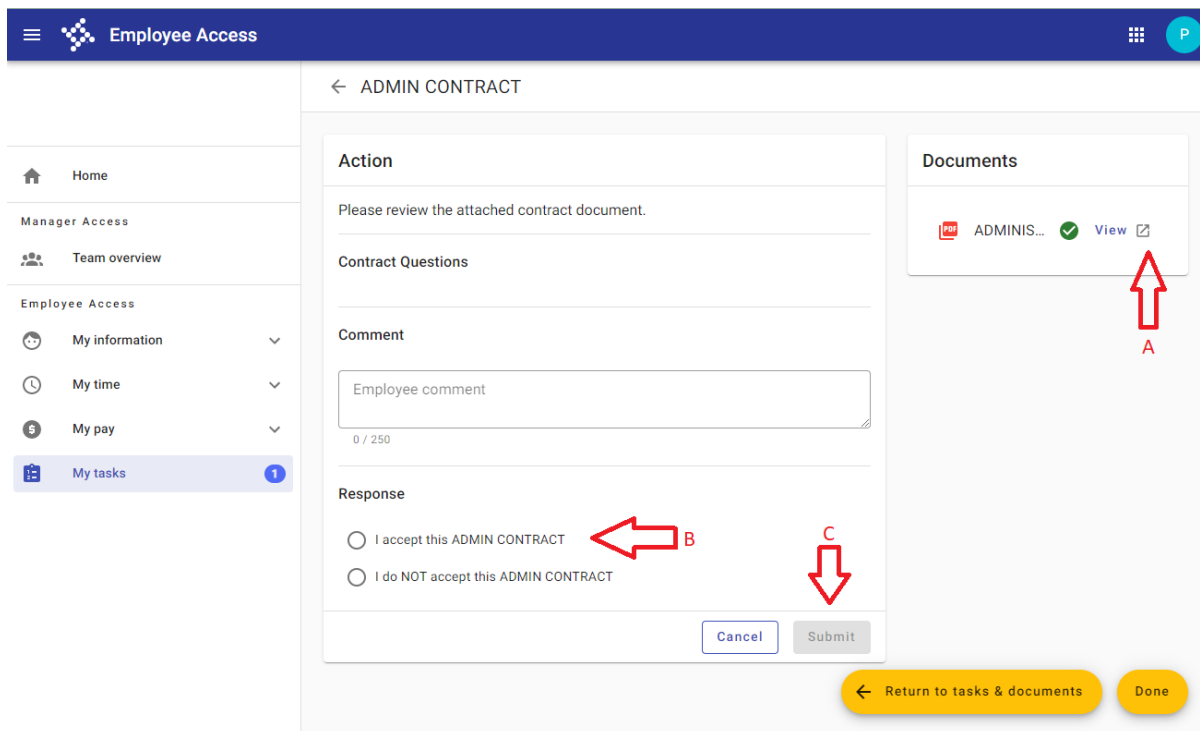 Employee Access
P
ADMIN CONTRACT
Home
Manager Access
Team overview
Employee Access
My information
My time
My pay
My tasks 1
Action
Please review the attached contract document.
Contract Questions
Comment
Employee comment
0 / 250
Response
I accept this ADMIN CONTRACT
B
I do NOT accept this ADMIN CONTRACT
C
Cancel Submit
Documents
PDF ADMINIS... View
A
Return to tasks & documents Done